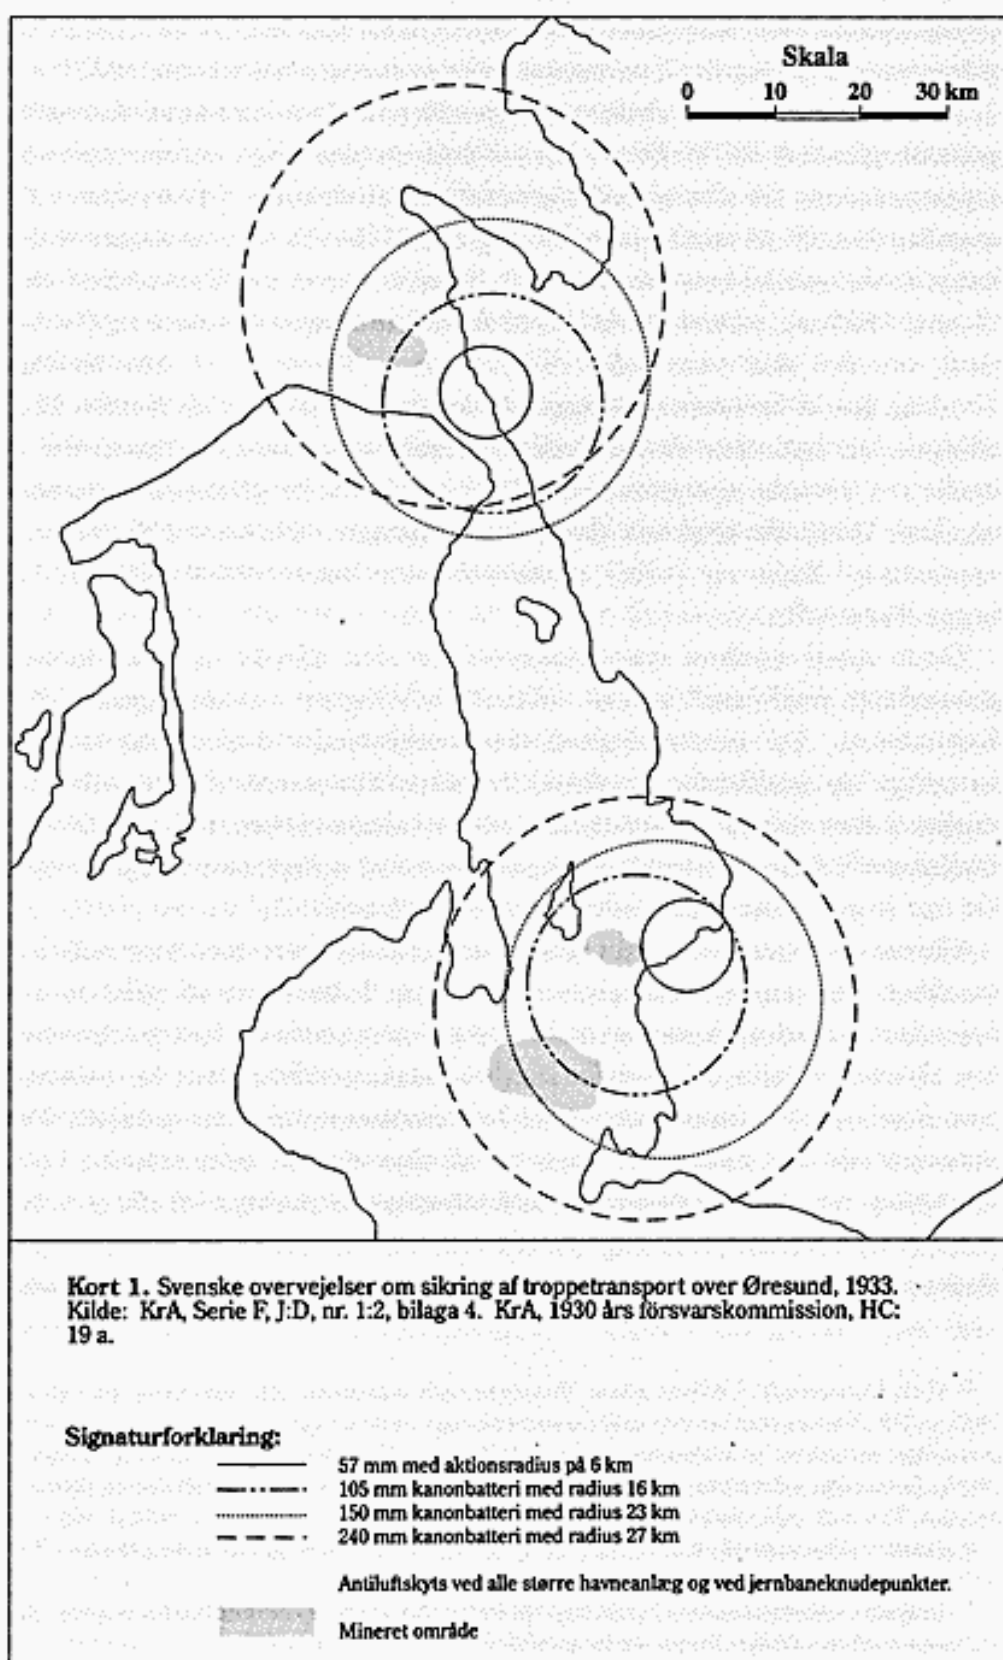 Skala
0 10 20 30 km
Kort 1. Svenske overvejelser om sikring af troppetransport over Øresund, 1933.
Kilde: KrA, Serie F, J:D, nr. 1:2, bilaga 4. KrA, 1930 års försvarskommission, HC:
19 a.
Signaturforklaring:
57 mm med aktionsradius på 6 km
105 mm kanonbatteri med radius 16 km
150 mm kanonbatteri med radius 23 km
240 mm kanonbatteri med radius 27 km
Antiluftskyts ved alle større havneanlæg og ved jernbaneknudepunkter.
Mineret område